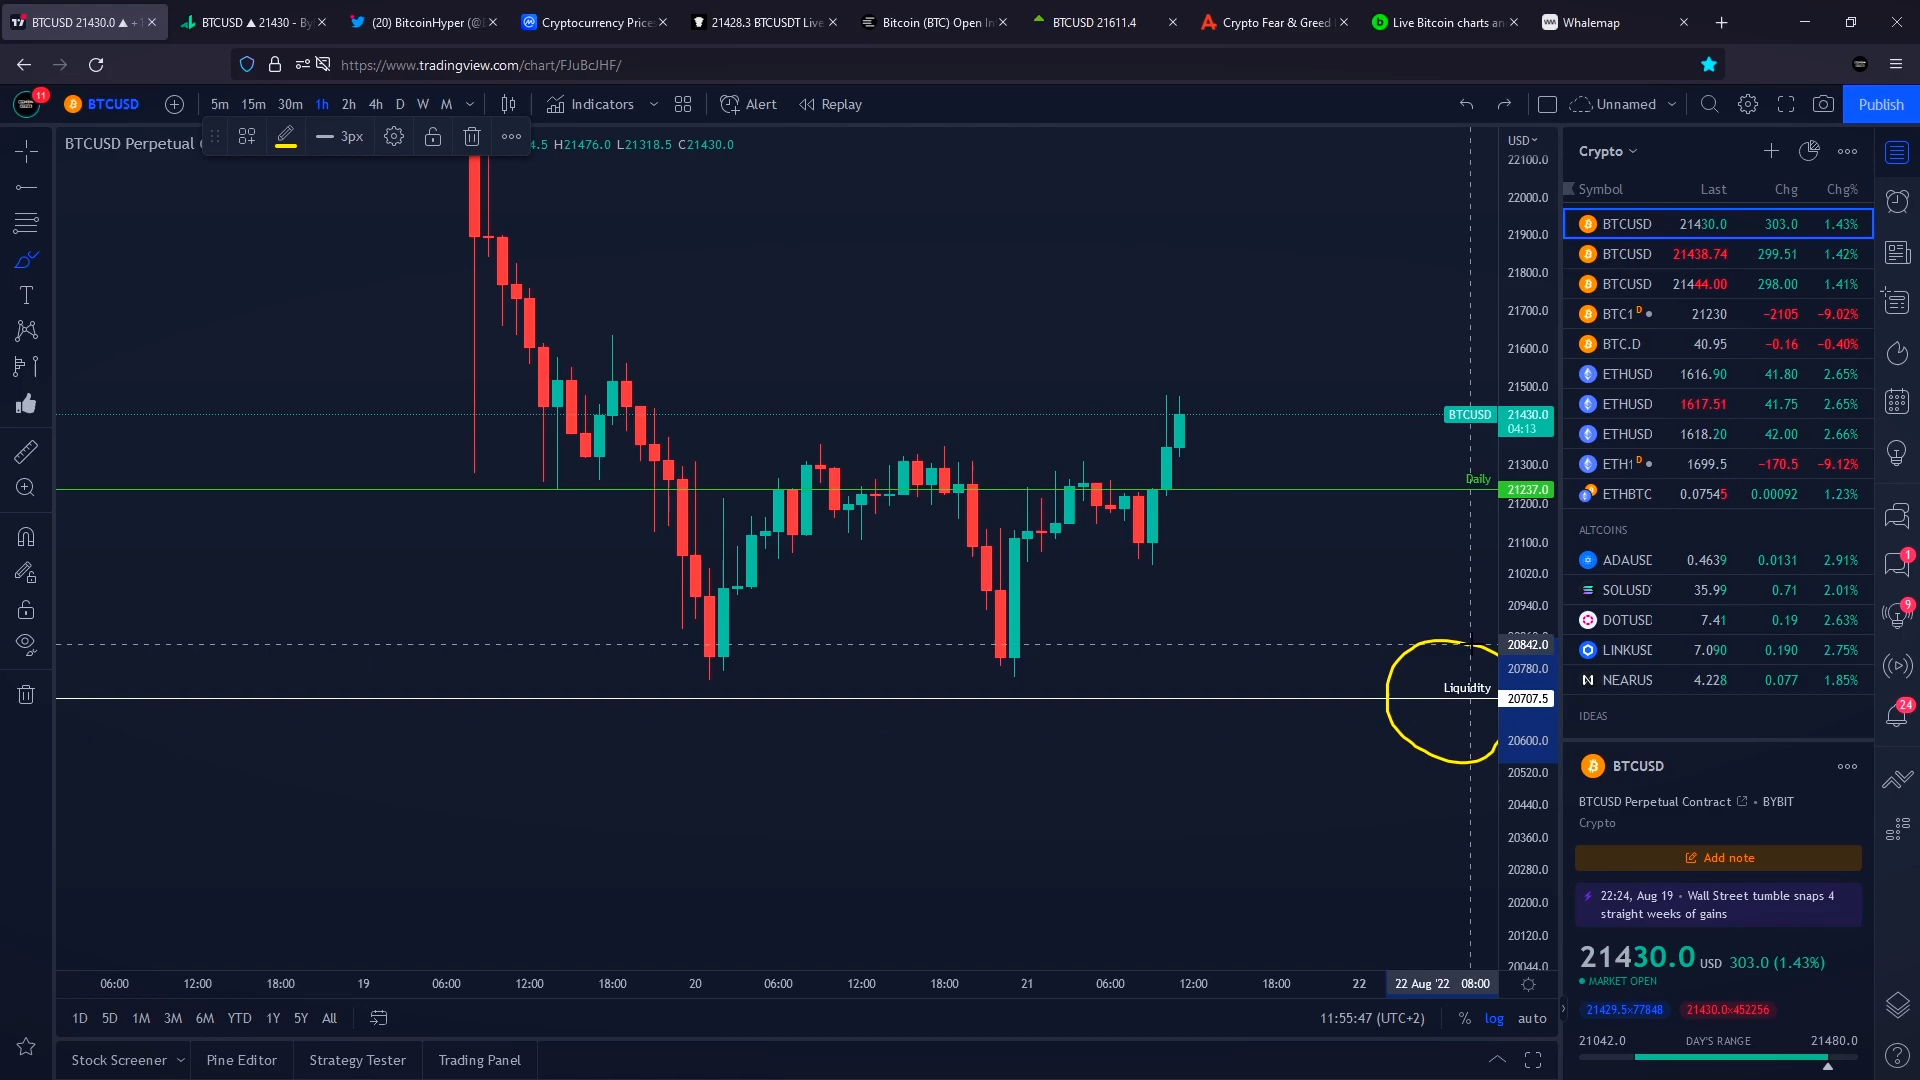 BTCUSD 21430.0 ▲ +1
BTCUSD ▲ 21430 - By
(20) BitcoinHyper (@
Cryptocurrency Price
21428.3 BTCUSDT Live
Bitcoin (BTC) Open In
BTCUSD 21611.4
Crypto Fear & Greed
Live Bitcoin charts an
Whalemap
https://www.tradingview.com/chart/FJuBcJHF/
11
BTCUSD
5m 15m 30m 1h 2h 4h D W M
Indicators
Alert
Replay
Unnamed
Publish
3px
BTCUSD Perpetual
4.5 H21476.0 L21318.5 C21430.0
USD
22100.0
22000.0
21900.0
21800.0
21700.0
21600.0
21500.0
BTCUSD 21430.0
04:13
21300.0
Daily
21237.0
21200.0
21100.0
21020.0
20940.0
20842.0
20780.0
Liquidity
20707.5
20600.0
20520.0
20440.0
20360.0
20280.0
20200.0
20120.0
20044.0
06:00 12:00 18:00 19 06:00 12:00 18:00 20 06:00 12:00 18:00 21 06:00 12:00 18:00 22 22 Aug '22 08:00
1D 5D 1M 3M 6M YTD 1Y 5Y All
11:55:47 (UTC+2) % log auto
Stock Screener Pine Editor Strategy Tester Trading Panel
Crypto
Symbol Last Chg Chg%
BTCUSD 21430.0 303.0 1.43%
BTCUSD 21438.74 299.51 1.42%
BTCUSD 21444.00 298.00 1.41%
BTC1 D 21230 −2105 −9.02%
BTC.D 40.95 −0.16 −0.40%
ETHUSD 1616.90 41.80 2.65%
ETHUSD 1617.51 41.75 2.65%
ETHUSD 1618.20 42.00 2.66%
ETH1 D 1699.5 −170.5 −9.12%
ETHBTC 0.07545 0.00092 1.23%
ALTCOINS
ADAUSD 0.4639 0.0131 2.91%
SOLUSD 35.99 0.71 2.01%
DOTUSD 7.41 0.19 2.63%
LINKUSD 7.090 0.190 2.75%
NEARUS 4.228 0.077 1.85%
IDEAS
BTCUSD
BTCUSD Perpetual Contract • BYBIT
Crypto
Add note
22:24, Aug 19 • Wall Street tumble snaps 4
straight weeks of gains
21430.0 USD 303.0 (1.43%)
MARKET OPEN
21429.5×77848 21430.0×452256
21042.0 DAY'S RANGE 21480.0
1
9
24